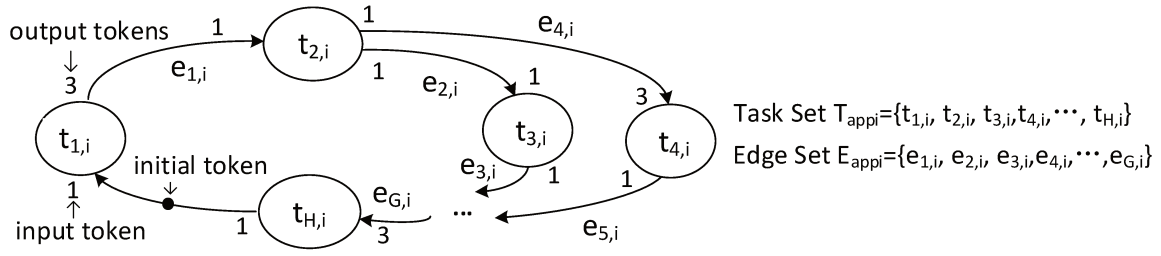 output tokens
3
1
e1,i
t2,i
1
1
e4,i
e2,i
1
3
t1,i
1
input token
initial token
t3,i
1
e3,i
t4,i
1
e5,i
...
eG,i
3
tH,i
1
Task Set Tappi={t1,i, t2,i, t3,i,t4,i,⋯, tH,i}
Edge Set Eappi={e1,i, e2,i, e3,i,e4,i,⋯,eG,i}